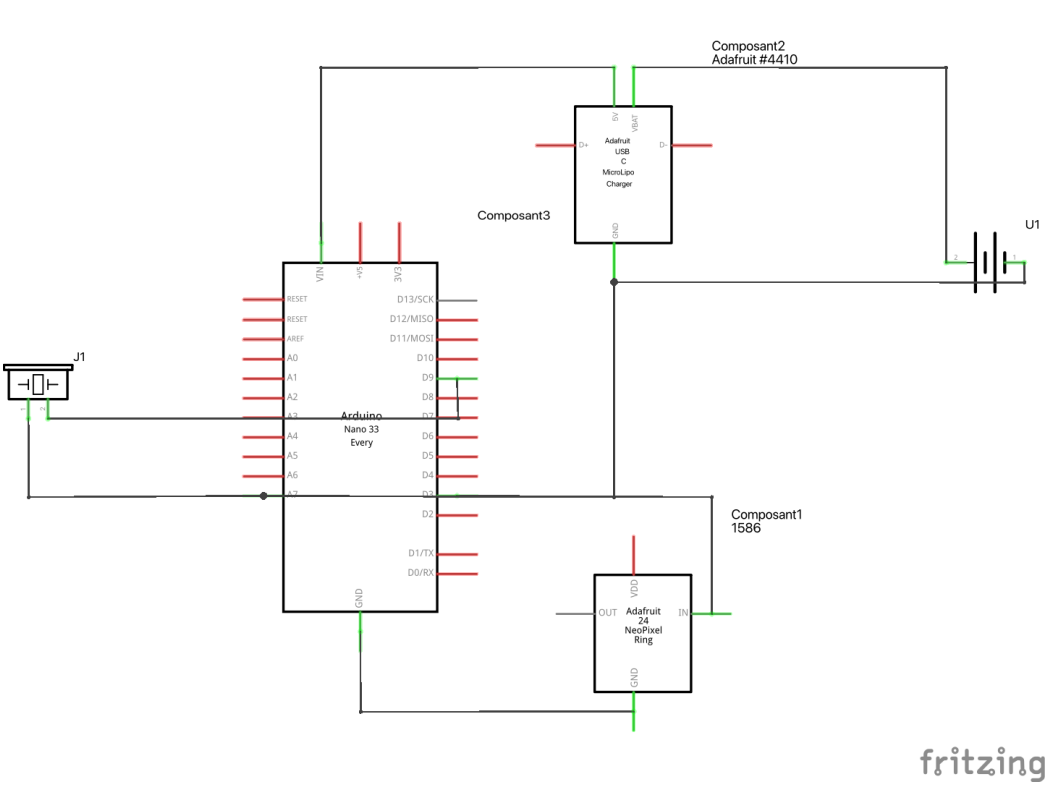 Composant2
Adafruit #4410
5V
VBAT
D+
D-
Adafruit
USB
C
MicroLipo
Charger
GND
Composant3
U1
2
1
VIN
+V5
3V3
RESET
D13/SCK
RESET
D12/MISO
AREF
D11/MOSI
A0
D10
J1
A1
D9
A2
D8
1
2
A3
Arduino
D7
Nano 33
Every
A4
D6
A5
D5
A6
D4
A7
D3
D2
D1/TX
D0/RX
GND
Composant1
1586
VDD
OUT
IN
Adafruit
24
NeoPixel
Ring
GND
fritzing